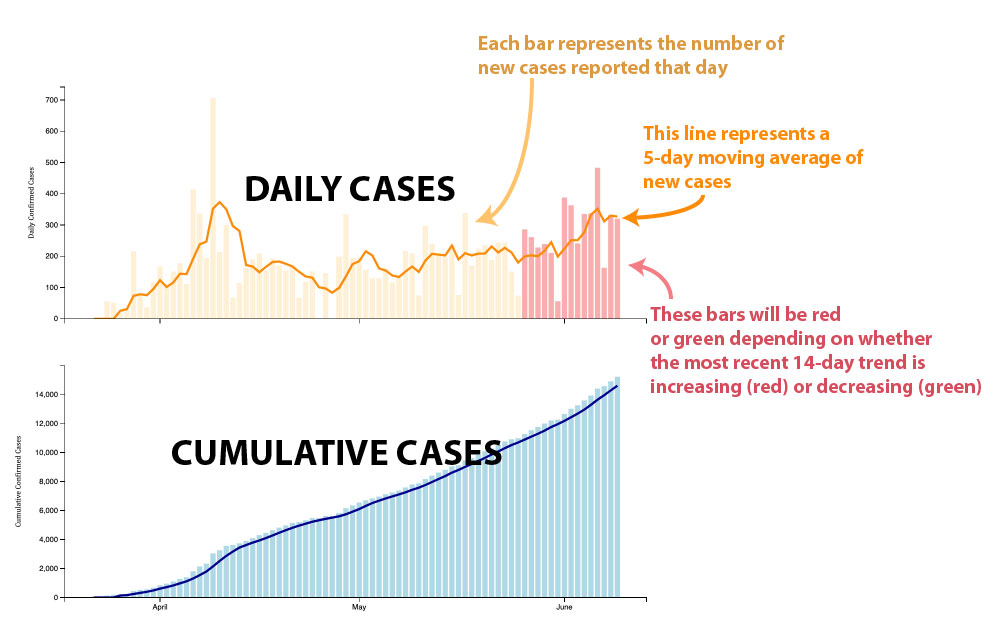 Each bar represents the number of
new cases reported that day
This line represents a
5-day moving average of
new cases
DAILY CASES
Daily Confirmed Cases
700
600
500
400
300
200
100
0
These bars will be red
or green depending on whether
the most recent 14-day trend is
increasing (red) or decreasing (green)
CUMULATIVE CASES
Cumulative Confirmed Cases
14,000
12,000
10,000
8,000
6,000
4,000
2,000
0
April
May
June